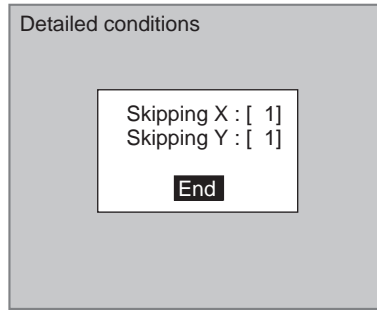 Detailed conditions
Skipping X : [  1]
Skipping Y : [  1]
End